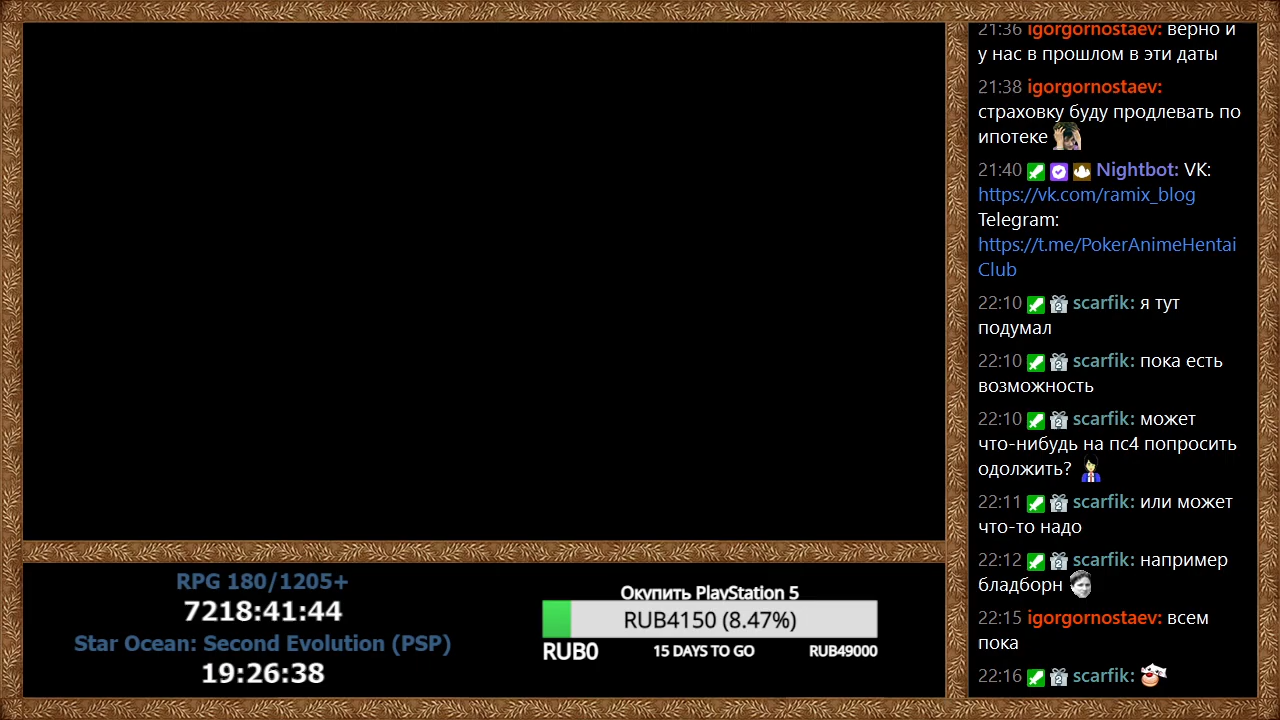 21:36 igorgornostaev: верно и
у нас в прошлом в эти даты
21:38 igorgornostaev:
страховку буду продлевать по
ипотеке
21:40 Nightbot: VK:
https://vk.com/ramix_blog
Telegram:
https://t.me/PokerAnimeHentai
Club
22:10 scarfik: я тут
подумал
22:10 scarfik: пока есть
возможность
22:10 scarfik: может
что-нибудь на пс4 попросить
одолжить?
22:11 scarfik: или может
что-то надо
22:12 scarfik: например
бладборн
22:15 igorgornostaev: всем
пока
22:16 scarfik:
RPG 180/1205+
7218:41:44
Star Ocean: Second Evolution (PSP)
19:26:38
Окупить PlayStation 5
RUB4150 (8.47%)
RUB0 15 DAYS TO GO RUB49000